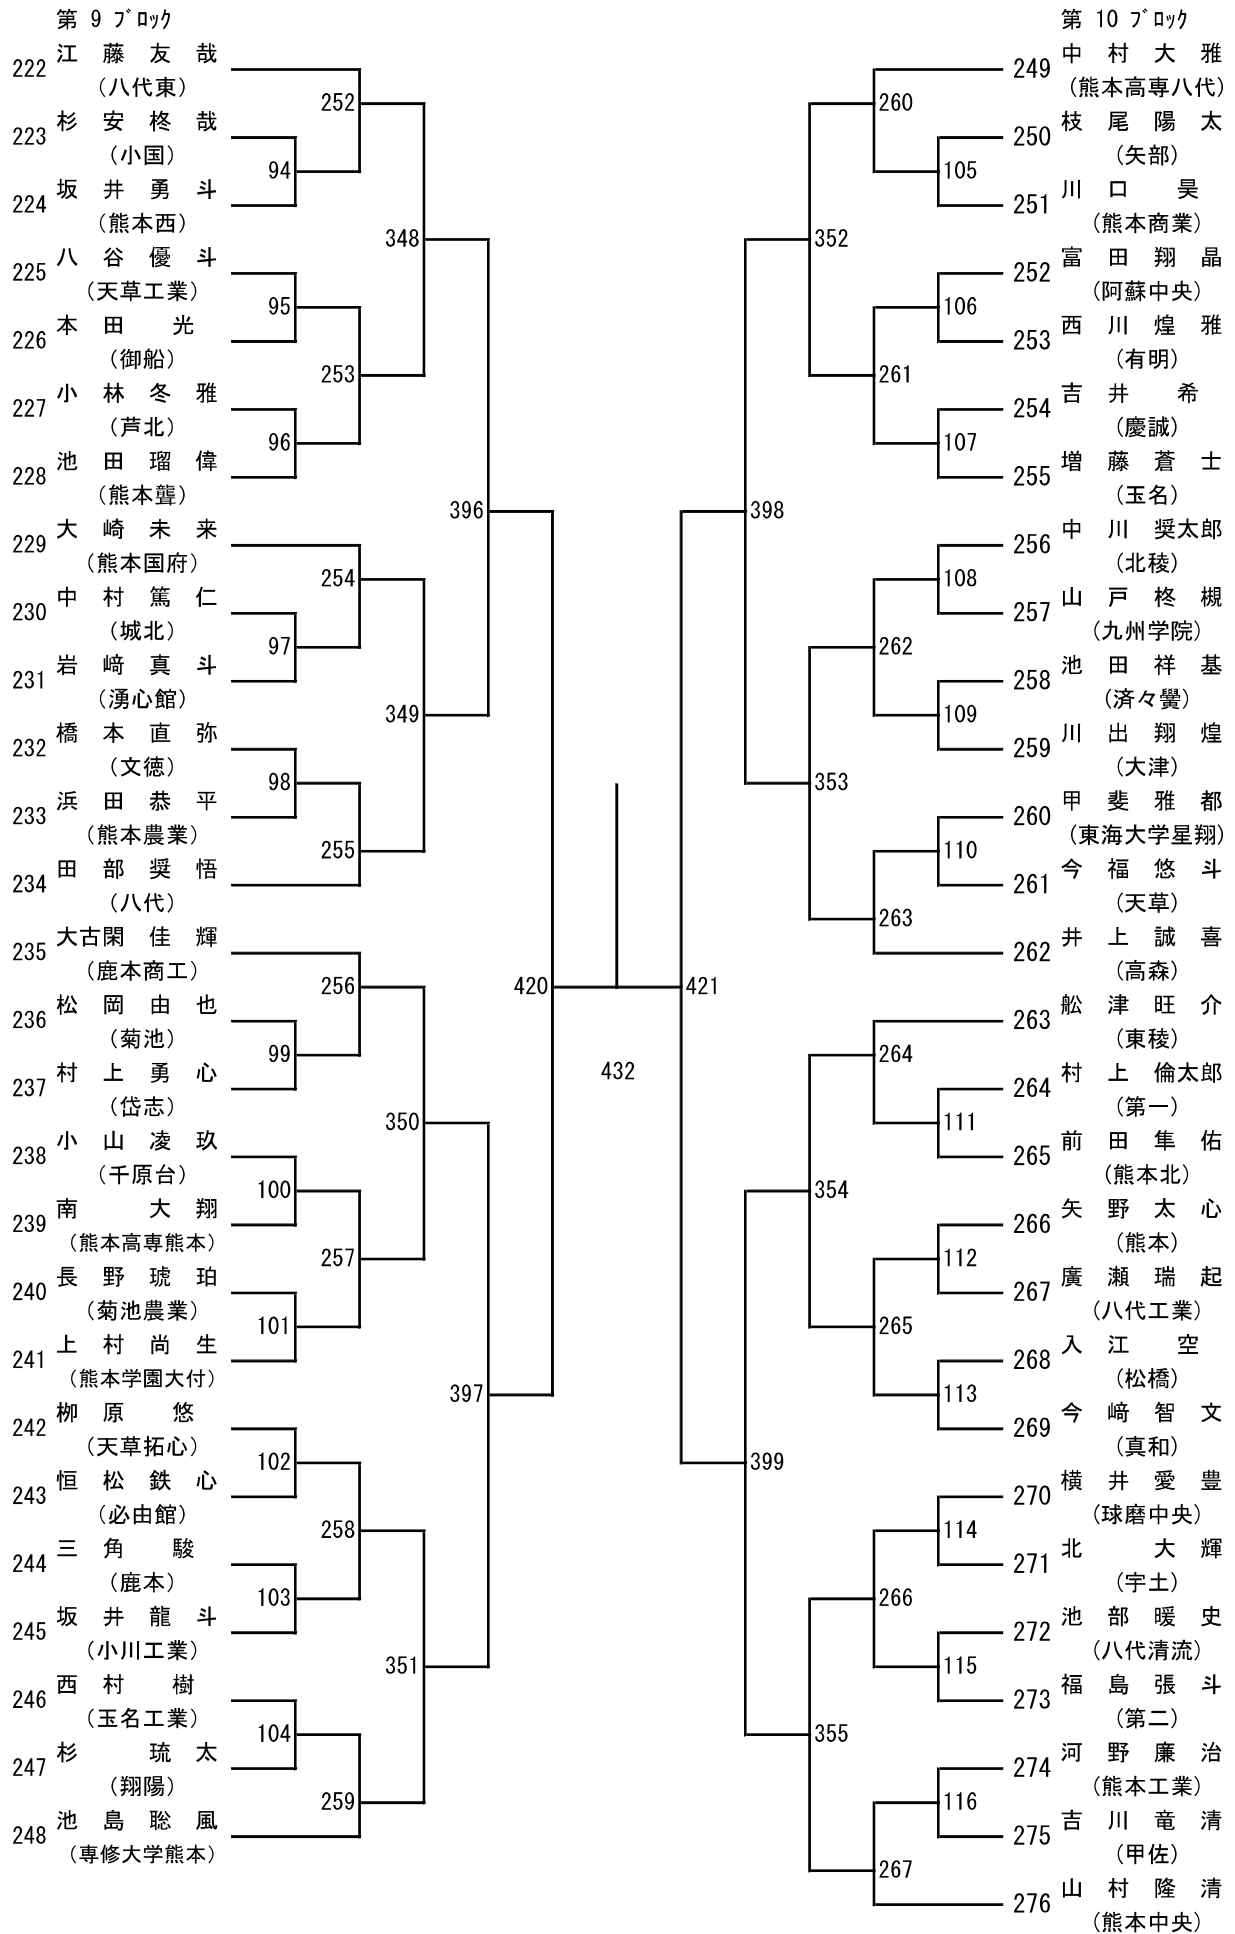 第 9 ブロック
222 江藤友哉
(八代東)
223 杉安柊哉
(小国)
224 坂井勇斗
(熊本西)
225 八谷優斗
(天草工業)
226 本田光
(御船)
227 小林冬雅
(芦北)
228 池田瑠偉
(熊本聾)
229 大崎未来
(熊本国府)
230 中村篤仁
(城北)
231 岩﨑真斗
(湧心館)
232 橋本直弥
(文徳)
233 浜田恭平
(熊本農業)
234 田部奨悟
(八代)
235 大古閑佳輝
(鹿本商工)
236 松岡由也
(菊池)
237 村上勇心
(岱志)
238 小山凌玖
(千原台)
239 南大翔
(熊本高専熊本)
240 長野琥珀
(菊池農業)
241 上村尚生
(熊本学園大付)
242 栁原悠
(天草拓心)
243 恒松鉄心
(必由館)
244 三角駿
(鹿本)
245 坂井龍斗
(小川工業)
246 西村樹
(玉名工業)
247 杉琉太
(翔陽)
248 池島聡風
(専修大学熊本)
94
95
96
97
98
99
100
101
102
103
104
252
253
254
255
256
257
258
259
348
349
350
351
396
397
420
432
421
398
399
352
353
354
355
260
261
262
263
264
265
266
267
105
106
107
108
109
110
111
112
113
114
115
116
第 10 ブロック
249 中村大雅
(熊本高専八代)
250 枝尾陽太
(矢部)
251 川口昊
(熊本商業)
252 富田翔晶
(阿蘇中央)
253 西川煌雅
(有明)
254 吉井希
(慶誠)
255 増藤蒼士
(玉名)
256 中川奨太郎
(北稜)
257 山戸柊槻
(九州学院)
258 池田祥基
(済々黌)
259 川出翔煌
(大津)
260 甲斐雅都
(東海大学星翔)
261 今福悠斗
(天草)
262 井上誠喜
(高森)
263 舩津旺介
(東稜)
264 村上倫太郎
(第一)
265 前田隼佑
(熊本北)
266 矢野太心
(熊本)
267 廣瀬瑞起
(八代工業)
268 入江空
(松橋)
269 今﨑智文
(真和)
270 横井愛豊
(球磨中央)
271 北大輝
(宇土)
272 池部暖史
(八代清流)
273 福島張斗
(第二)
274 河野廉治
(熊本工業)
275 吉川竜清
(甲佐)
276 山村隆清
(熊本中央)